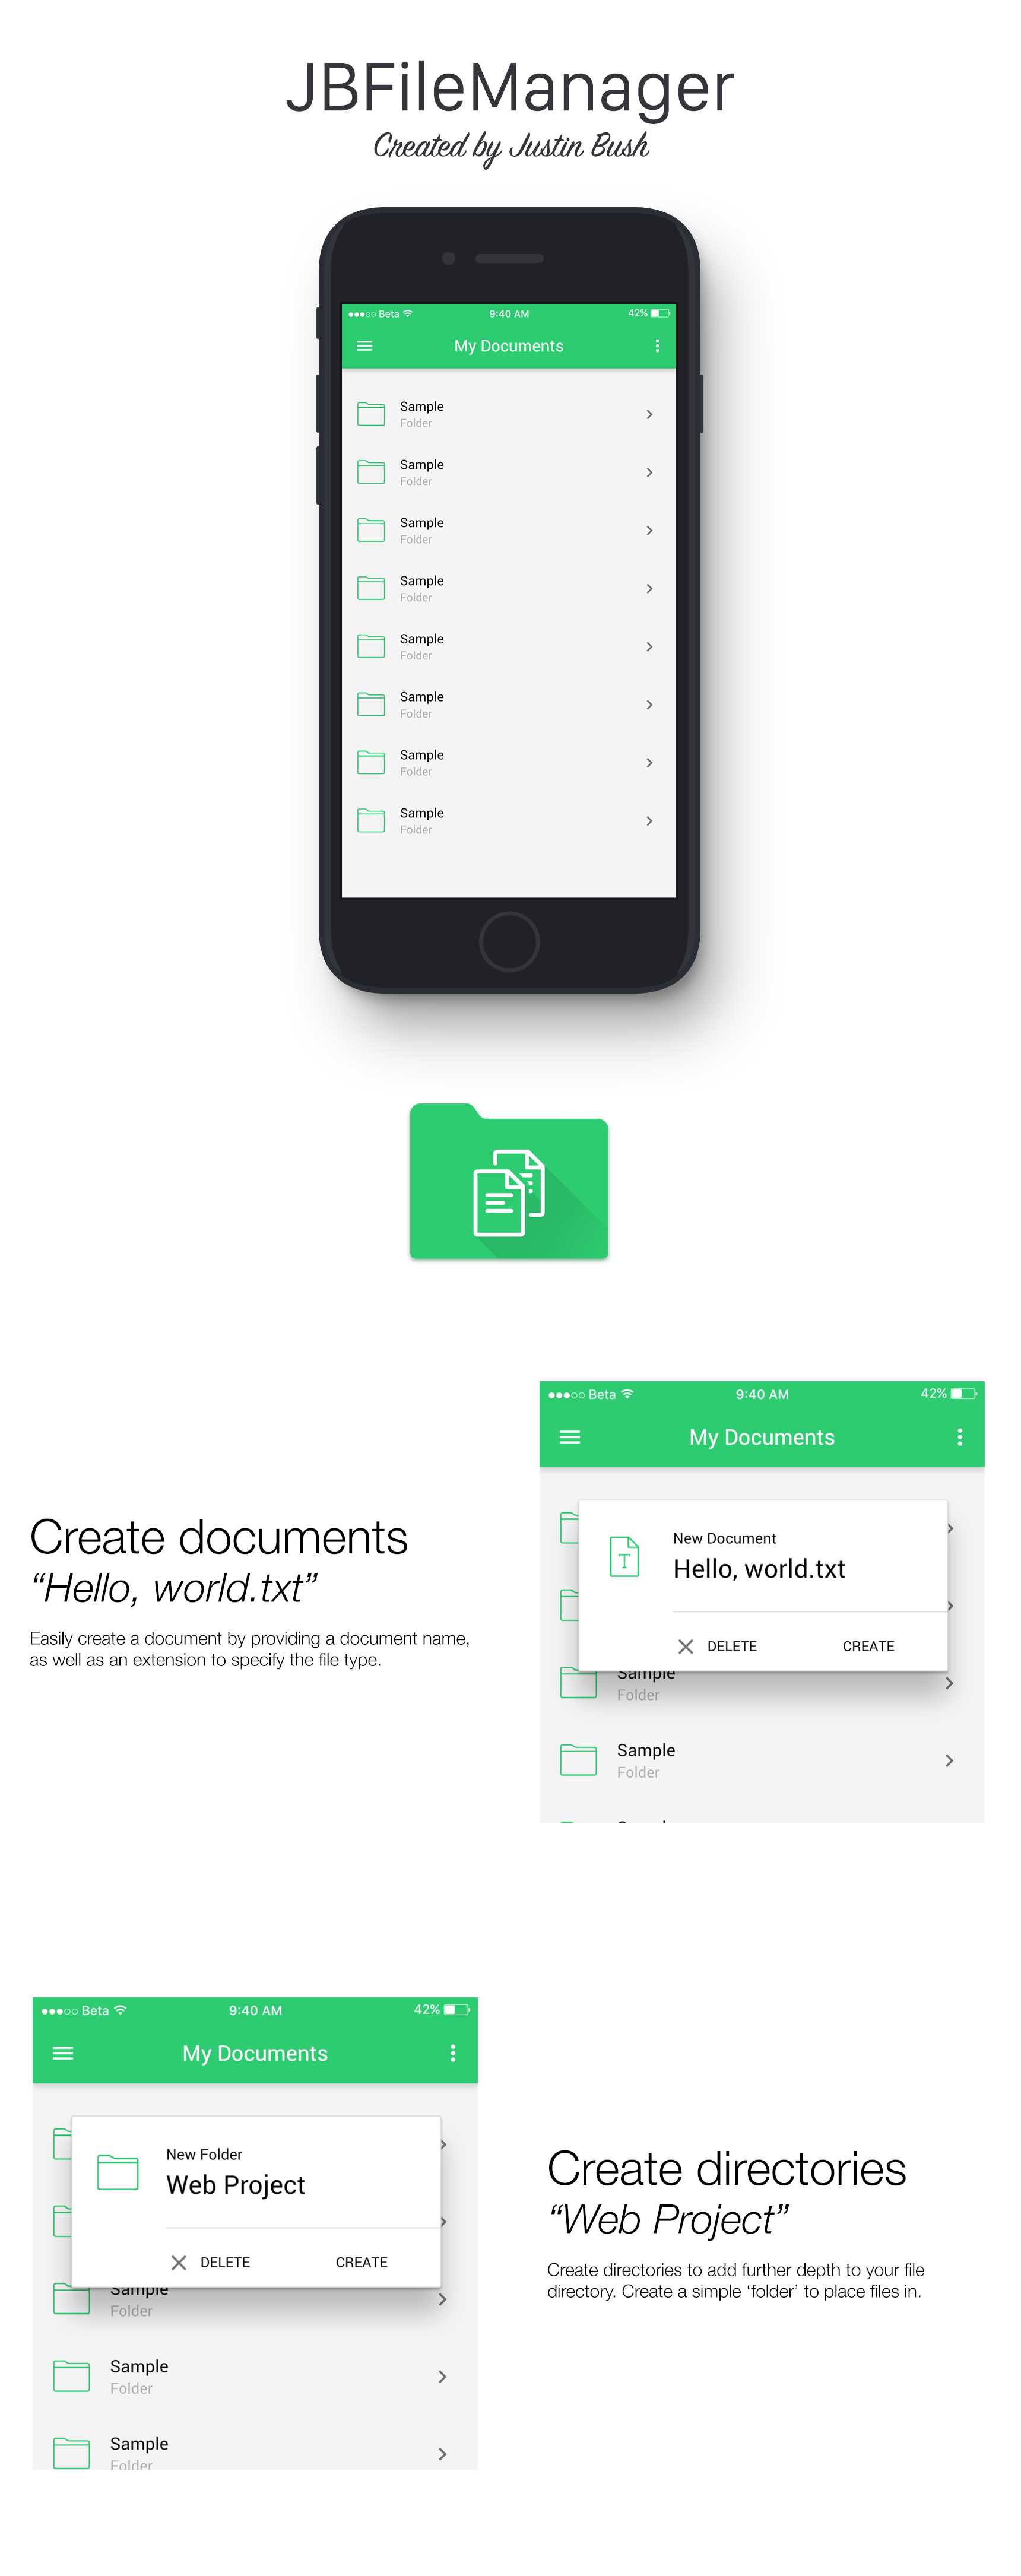 JBFileManager
Created by Justin Bush
Beta 9:40 AM 42%
My Documents
Sample
Folder
Sample
Folder
Sample
Folder
Sample
Folder
Sample
Folder
Sample
Folder
Sample
Folder
Sample
Folder
Beta 9:40 AM 42%
My Documents
Create documents
“Hello, world.txt”
Easily create a document by providing a document name,
as well as an extension to specify the file type.
New Document
T
Hello, world.txt
DELETE CREATE
Sample
Folder
Sample
Folder
Beta 9:40 AM 42%
My Documents
New Folder
Web Project
DELETE CREATE
Sample
Folder
Sample
Folder
Sample
Folder
Create directories
“Web Project”
Create directories to add further depth to your file
directory. Create a simple ‘folder’ to place files in.